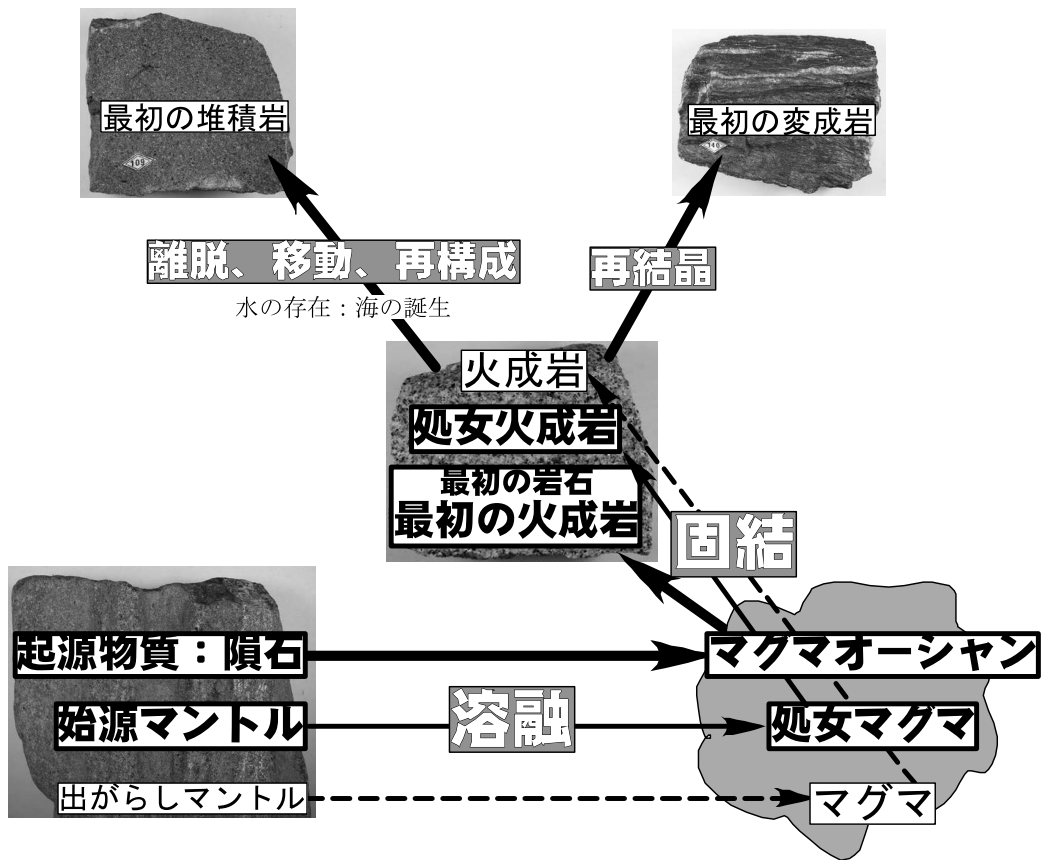 最初の堆積岩
109
最初の変成岩
140
離脱、移動、再構成
水の存在：海の誕生
再結晶
火成岩
処女火成岩
最初の岩石
最初の火成岩
固結
起源物質：隕石
マグマオーシャン
始源マントル
溶融
処女マグマ
出がらしマントル
マグマ